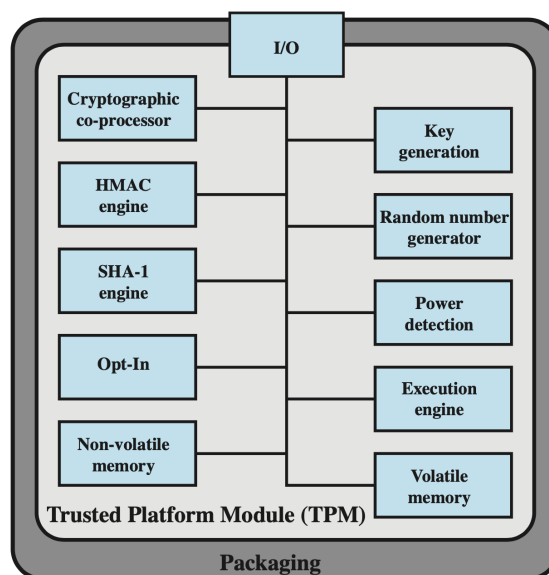 I/O
Cryptographic
co-processor
Key
generation
HMAC
engine
Random number
generator
SHA-1
engine
Power
detection
Opt-In
Execution
engine
Non-volatile
memory
Volatile
memory
Trusted Platform Module (TPM)
Packaging